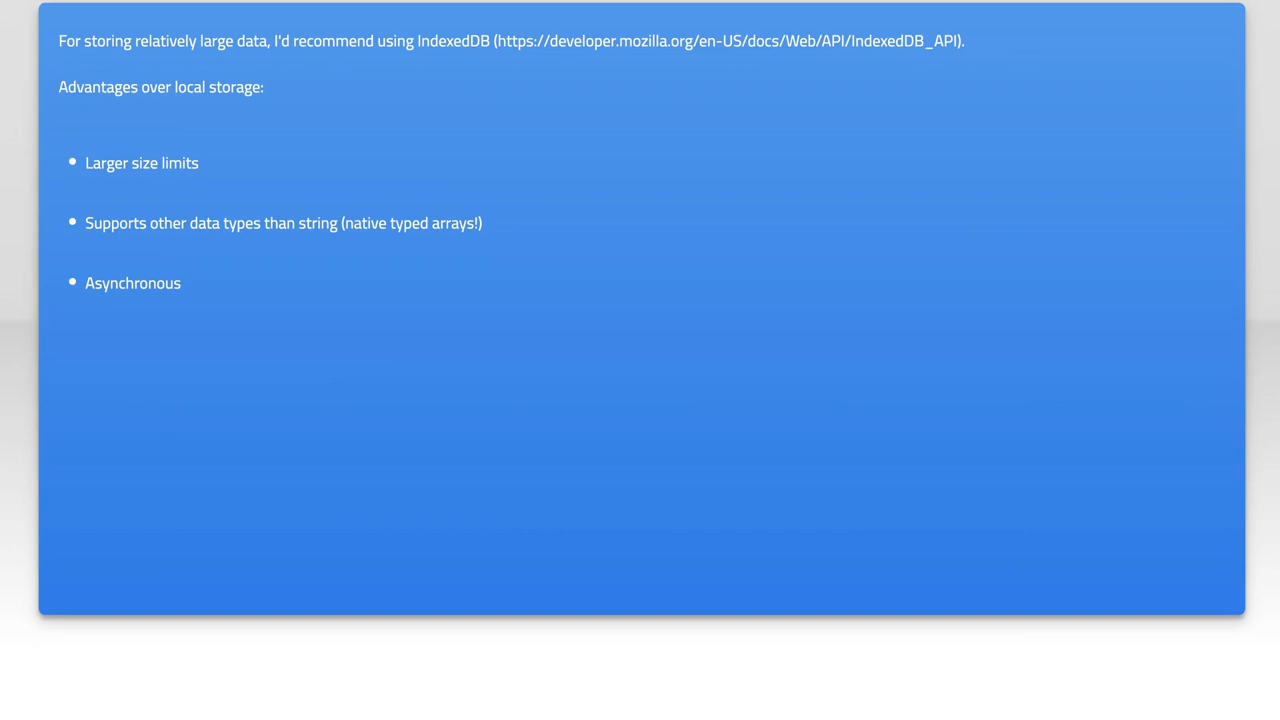 For storing relatively large data, I'd recommend using IndexedDB (https://developer.mozilla.org/en-US/docs/Web/API/IndexedDB_API).
Advantages over local storage:
• Larger size limits
• Supports other data types than string (native typed arrays!)
• Asynchronous